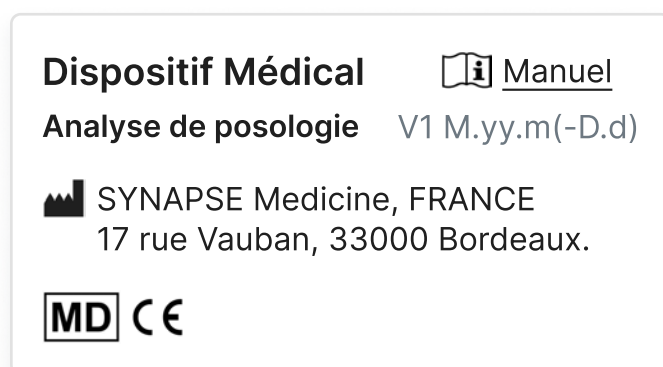 Dispositif Médical
Manuel
Analyse de posologie
V1 M.yy.m(-D.d)
SYNAPSE Medicine, FRANCE
17 rue Vauban, 33000 Bordeaux.
MD CE